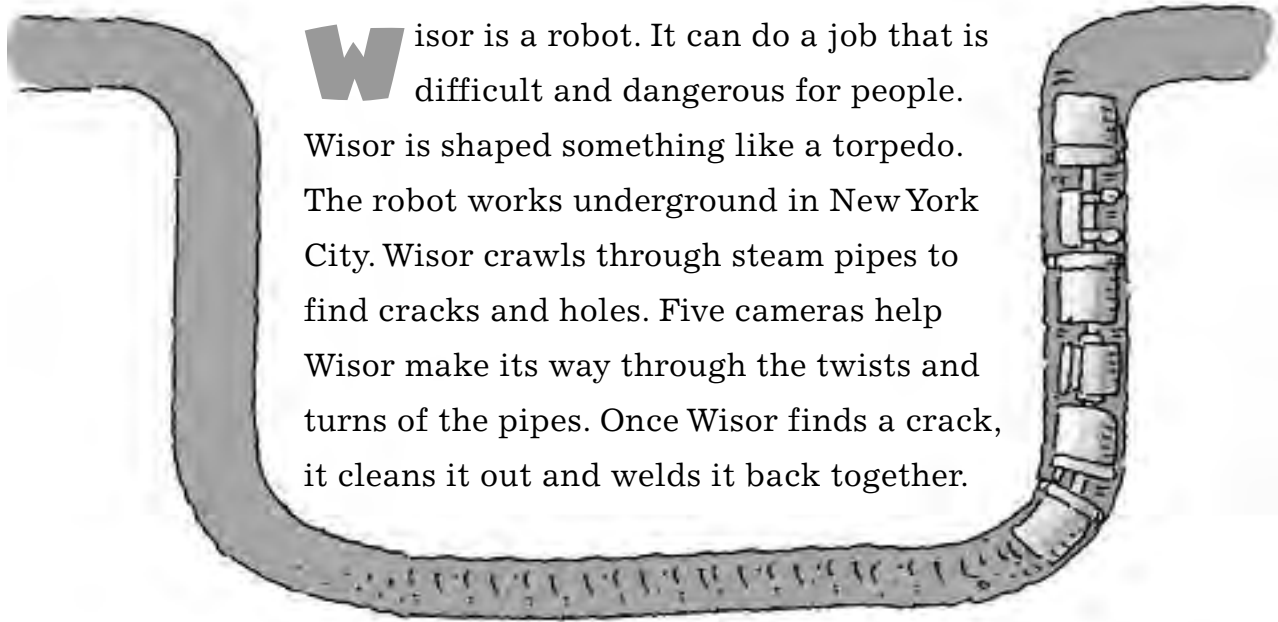 Wisor is a robot. It can do a job that is
difficult and dangerous for people.
Wisor is shaped something like a torpedo.
The robot works underground in New York
City. Wisor crawls through steam pipes to
find cracks and holes. Five cameras help
Wisor make its way through the twists and
turns of the pipes. Once Wisor finds a crack,
it cleans it out and welds it back together.